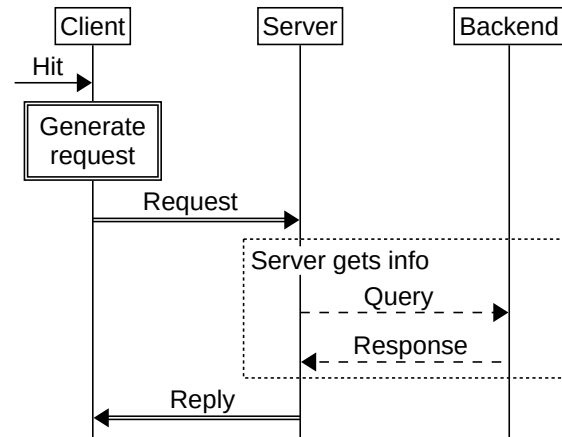 Client
Server
Backend
Hit
Generate
request
Request
Server gets info
Query
Response
Reply